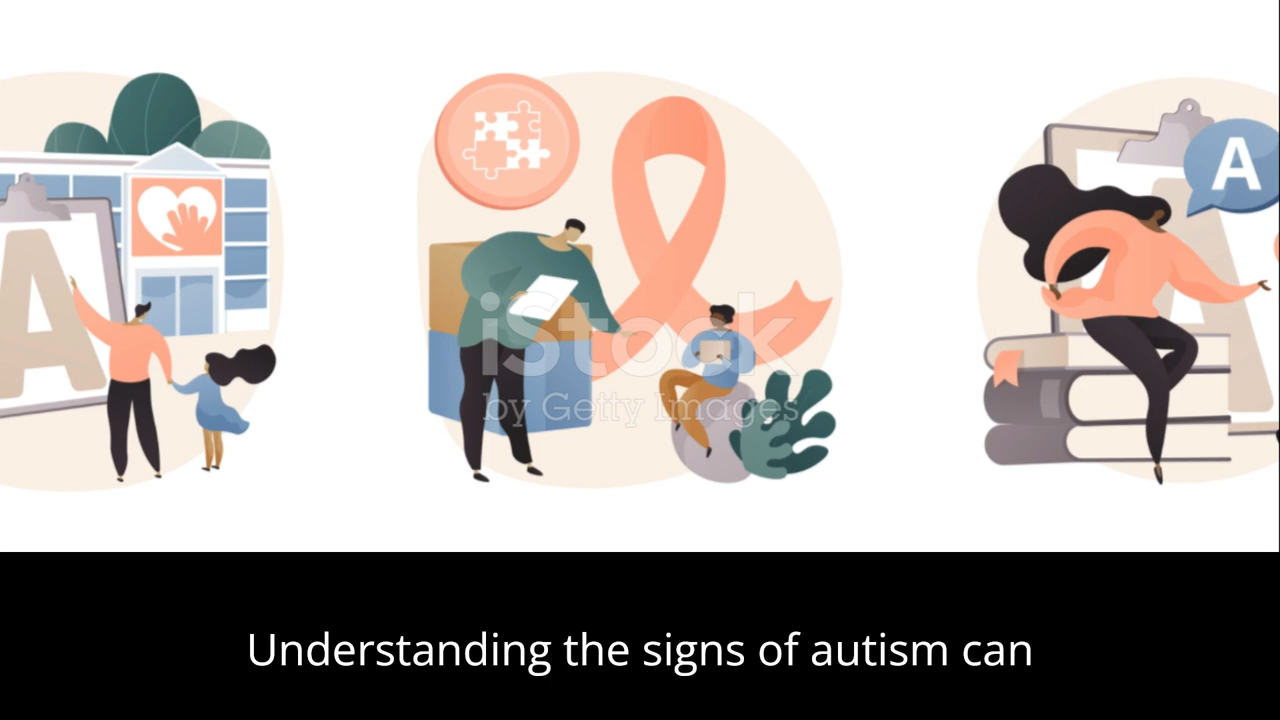 A
A
iStock
by Getty Images
A
Understanding the signs of autism can